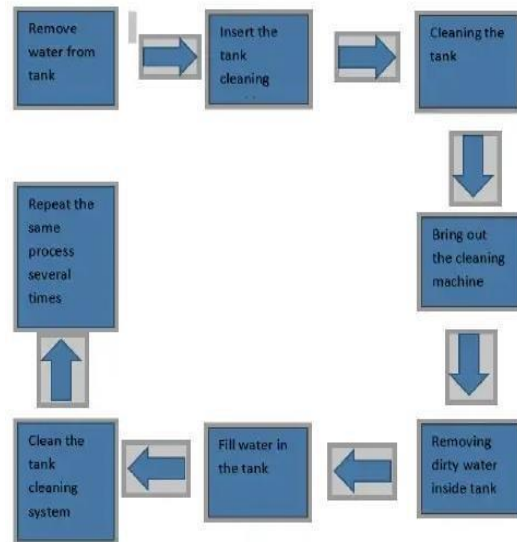 Remove
water from
tank
Insert the
tank
cleaning
Cleaning the
tank
Bring out
the cleaning
machine
Removing
dirty water
inside tank
Fill water in
the tank
Clean the
tank
cleaning
system
Repeat the
same
process
several
times